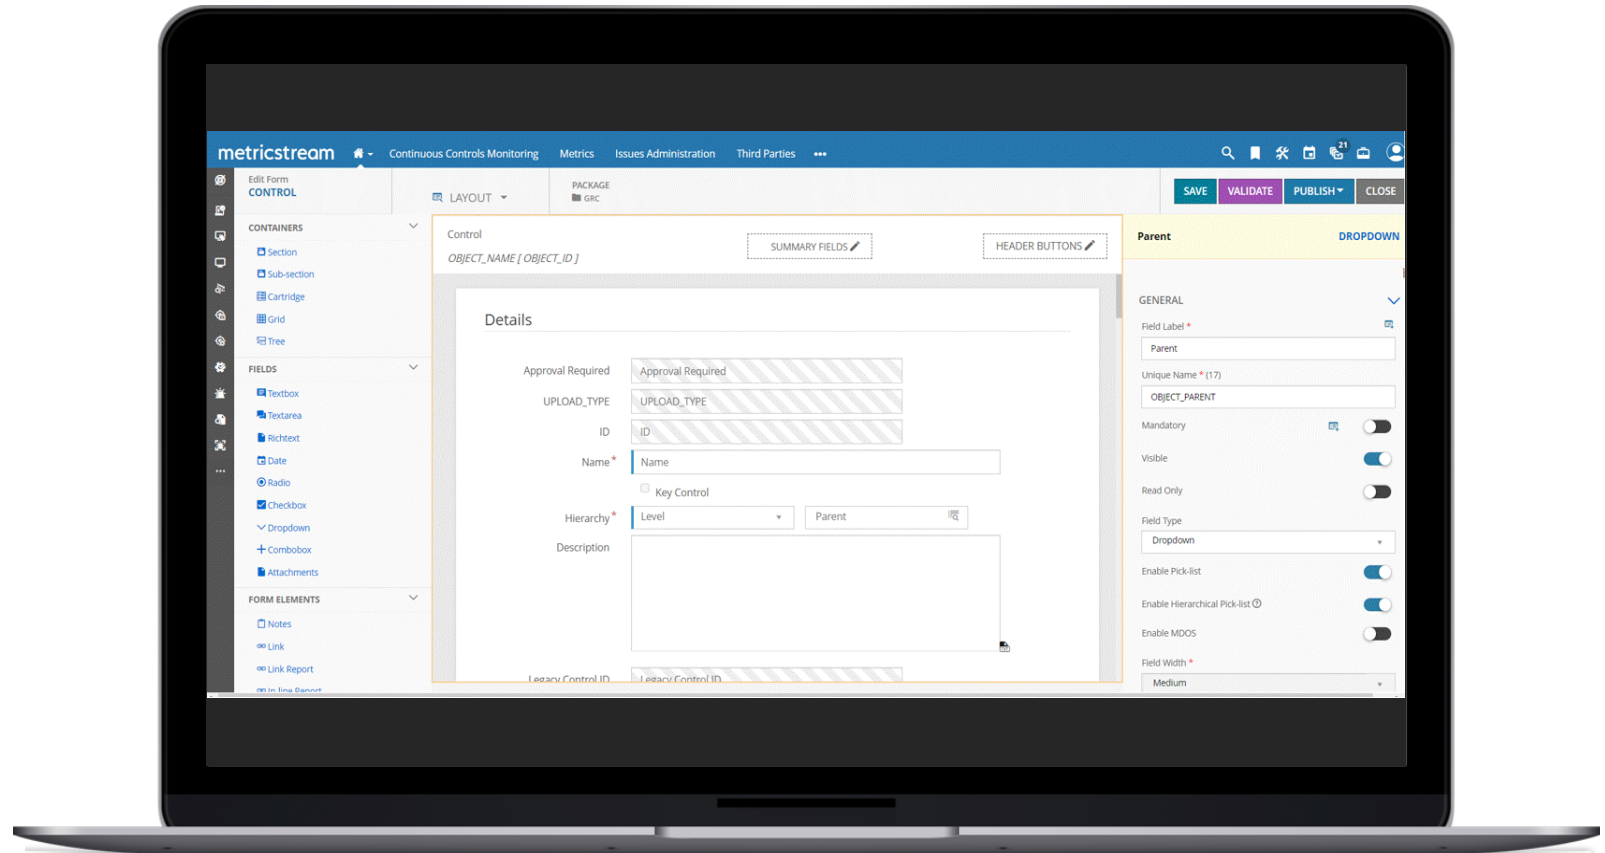 metricstream
Continuous Controls Monitoring
Metrics
Issues Administration
Third Parties
21
Edit Form
CONTROL
LAYOUT
PACKAGE
GRC
SAVE
VALIDATE
PUBLISH
CLOSE
CONTAINERS
Section
Sub-section
Cartridge
Grid
Tree
FIELDS
Textbox
Textarea
Richtext
Date
Radio
Checkbox
Dropdown
Combobox
Attachments
FORM ELEMENTS
Notes
Link
Link Report
In-line Report
Control
OBJECT_NAME [ OBJECT_ID ]
SUMMARY FIELDS
HEADER BUTTONS
Details
Approval Required Approval Required
UPLOAD_TYPE UPLOAD_TYPE
ID ID
Name * Name
Key Control
Hierarchy * Level Parent
Description
Legacy Control ID Legacy Control ID
Parent DROPDOWN
GENERAL
Field Label *
Parent
Unique Name * (17)
OBJECT_PARENT
Mandatory
Visible
Read Only
Field Type
Dropdown
Enable Pick-list
Enable Hierarchical Pick-list
Enable MDOS
Field Width *
Medium